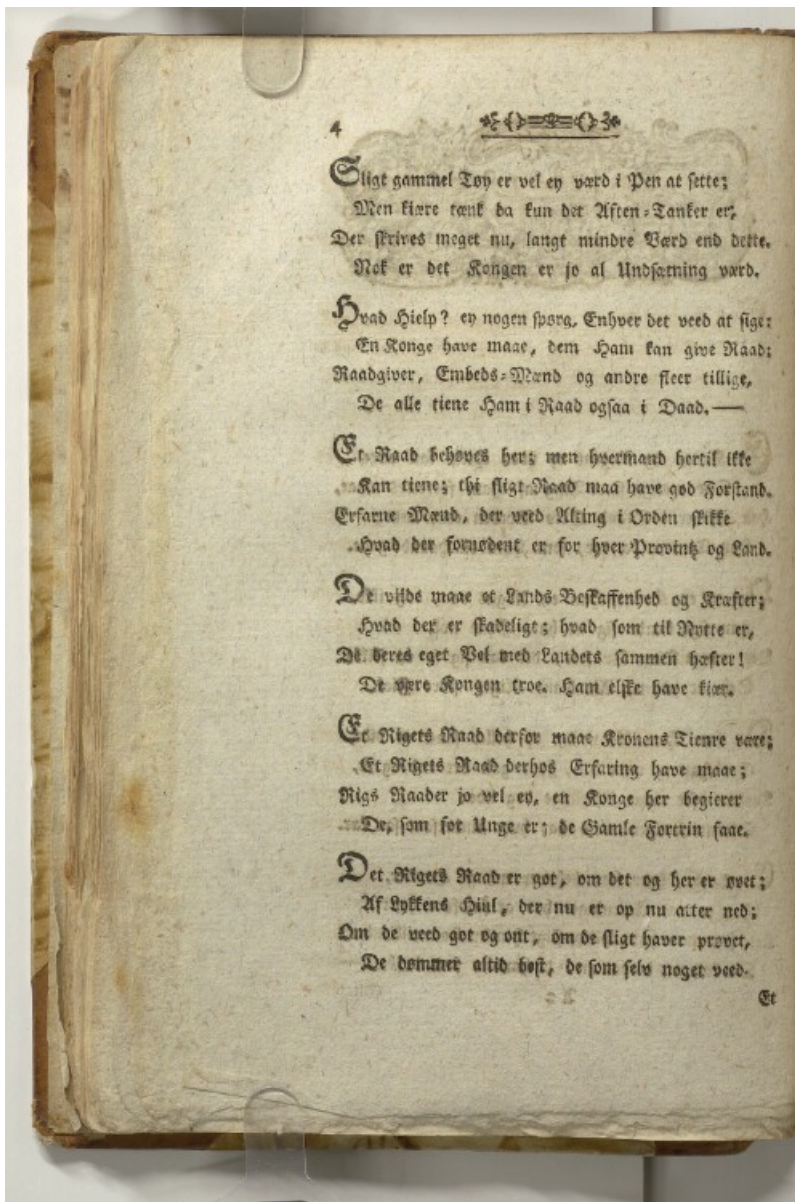 4
Sligt gammel Tøy er vel ey værd i Pen at sette;
Men kiære tænk da kun det Aften-Tanker er,
Der skrives meget nu, langt mindre Værd end dette.
Nok er det Kongen er jo al Undsætning værd.
Hvad Hielp? ey nogen spørg. Enhver det veed at sige:
En Konge have maae, dem Ham kan give Raad;
Raadgiver, Embeds-Mænd og andre fleer tillige,
De alle tiene Ham i Raad ogsaa i Daad. —
Et Raad behøves her; men hvermand hertil ikke
Kan tiene; thi sligt Raad maa have god Forstand.
Erfarne Mænd, der veed Alting i Orden skikke
Hvad der fornødent er for hver Provintz og Land.
De vilde maae et Lands Beskaffenhed og Kræfter;
Hvad der er skadeligt; hvad som til Nytte er,
De deres eget Vel med Landets sammen hæfter!
De være Kongen troe. Ham elske have kiær.
Et Rigets Raad derfor maae Kronens Tienre være;
Et Rigets Raad derhos Erfaring have maae;
Rigs Raader jo vel ey, en Konge her begierer
De, som for Unge er; de Gamle Fortrin faae.
Det Rigets Raad er got, om det og her er øvet;
Af Lykkens Hiul, der nu er op nu atter ned;
Om de veed got og ont, om de sligt haver prøvet,
De dømmer altid best, de som selv noget veed.
Et